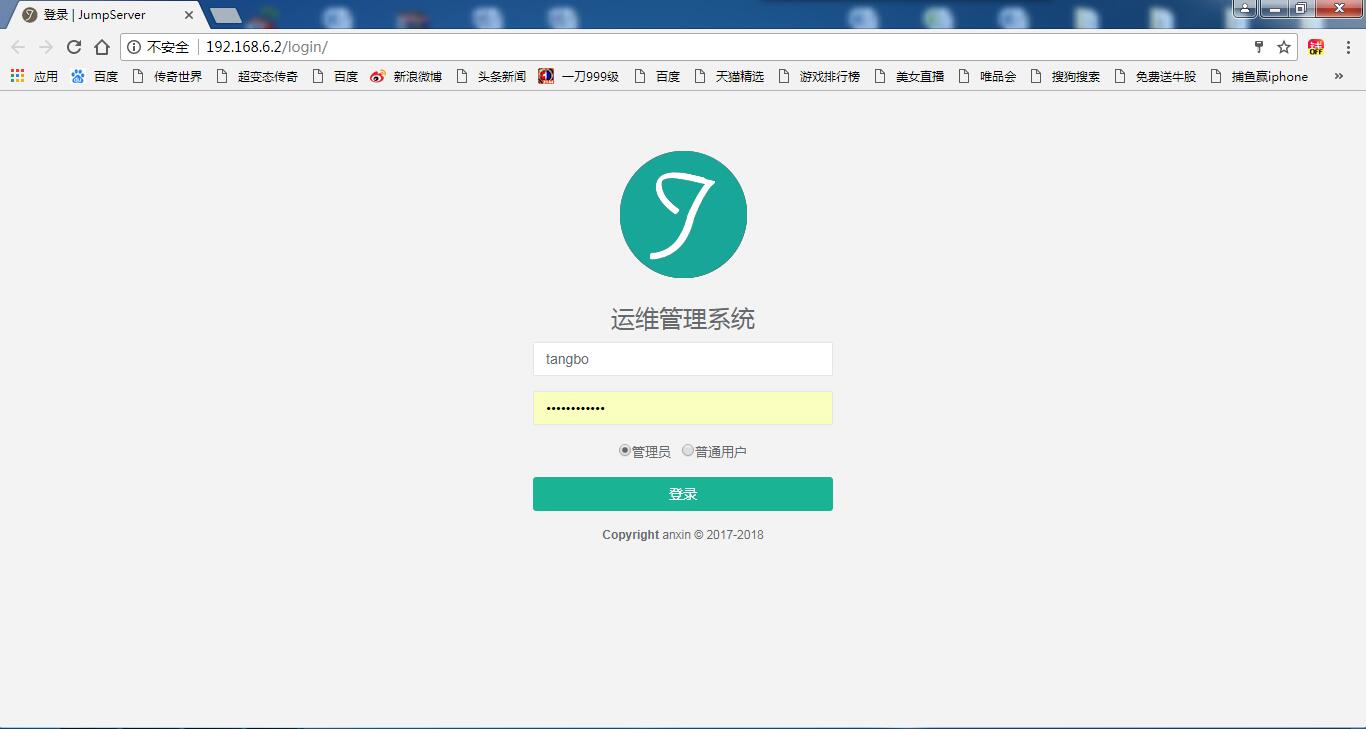 登录 | JumpServer
不安全 192.168.6.2/login/
OFF
应用 百度 传奇世界 超变态传奇 百度 新浪微博 头条新闻 一刀999级 百度 天猫精选 游戏排行榜 美女直播 唯品会 搜狗搜索 免费送牛股 捕鱼赢iphone »
运维管理系统
tangbo
••••••••••••
管理员 普通用户
登录
Copyright anxin © 2017-2018